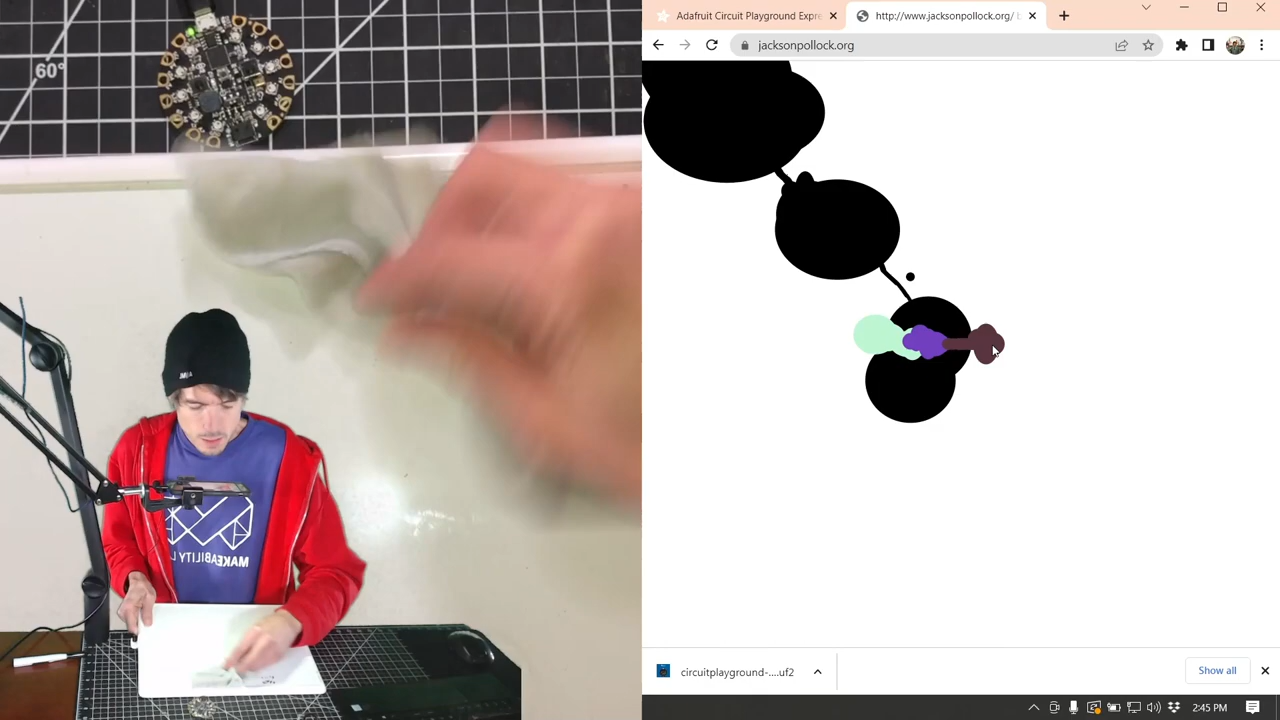 60°
MAKEABILITY L
Adafruit Circuit Playground Expre
http://www.jacksonpollock.org/
jacksonpollock.org
circuitplayground-....uf2
Show all
2:45 PM